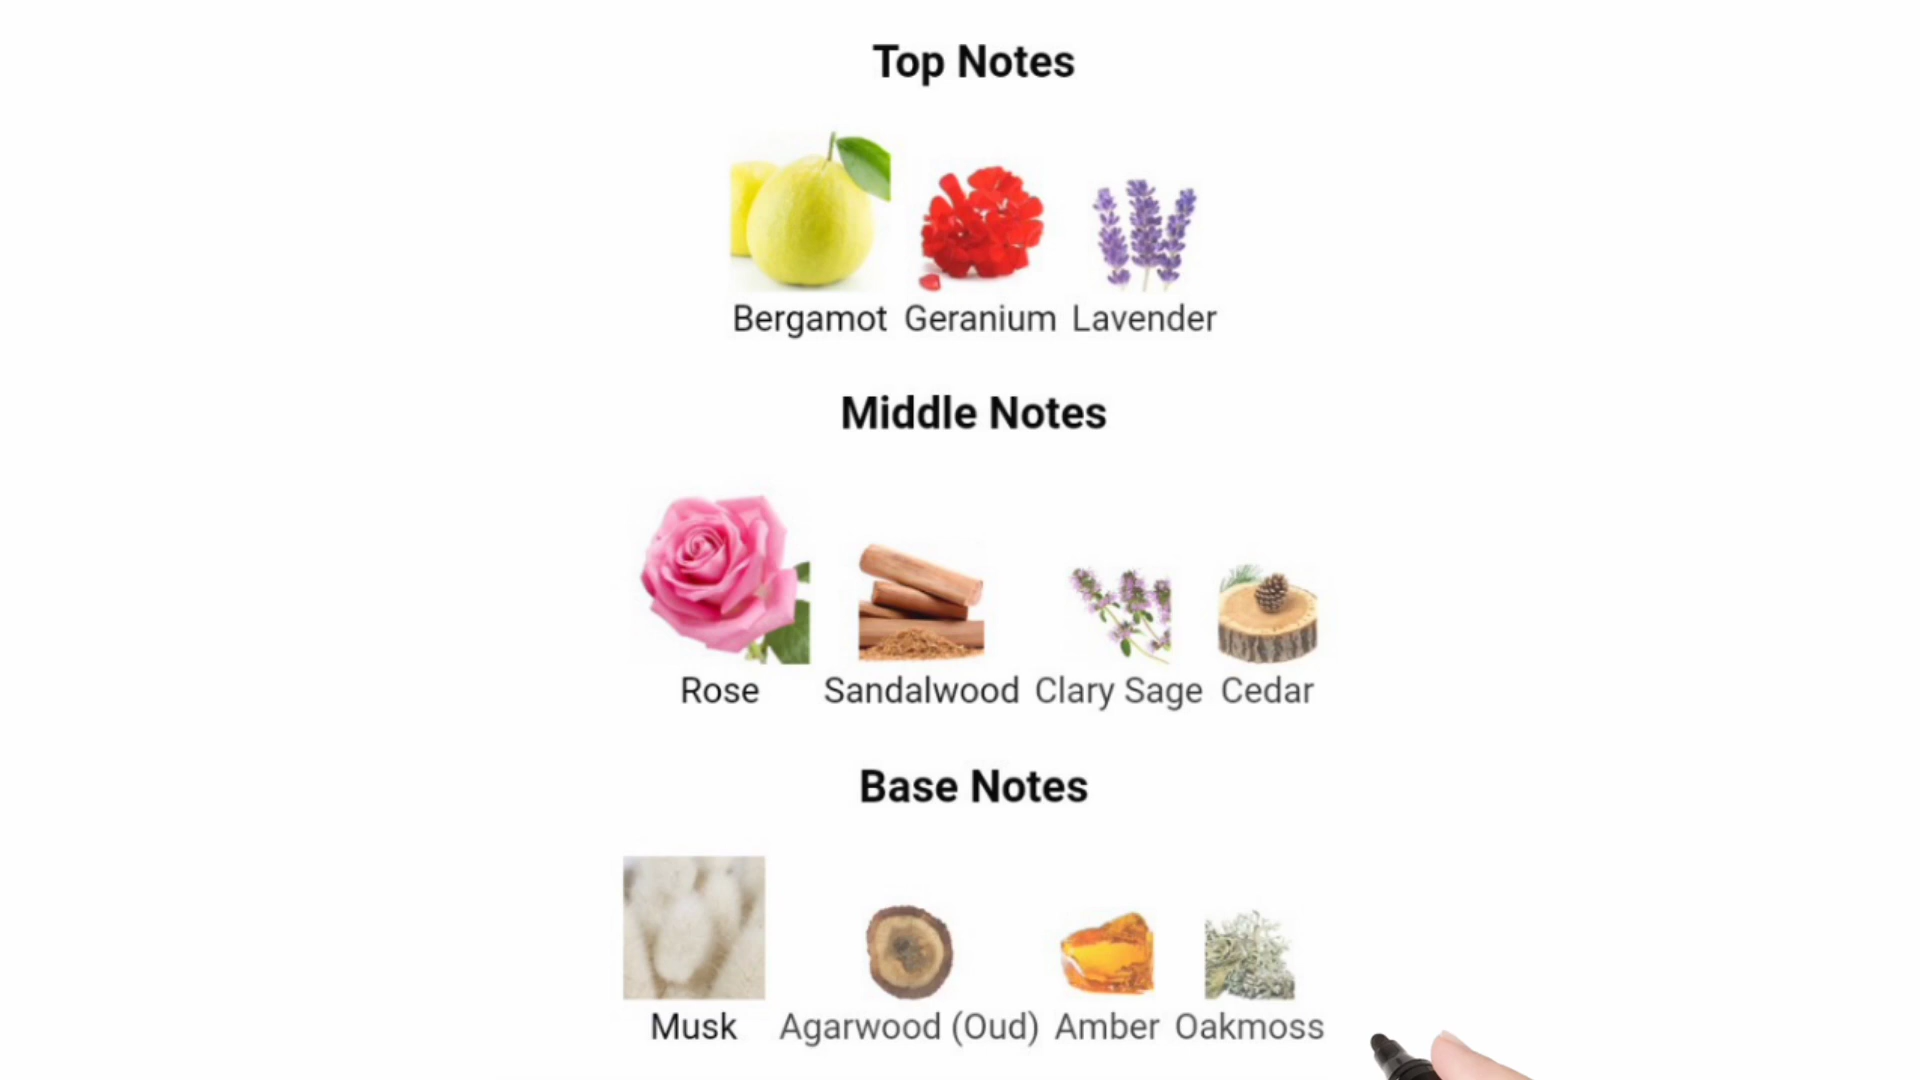 Top Notes
Bergamot Geranium Lavender
Middle Notes
Rose Sandalwood Clary Sage Cedar
Base Notes
Musk Agarwood (Oud) Amber Oakmoss